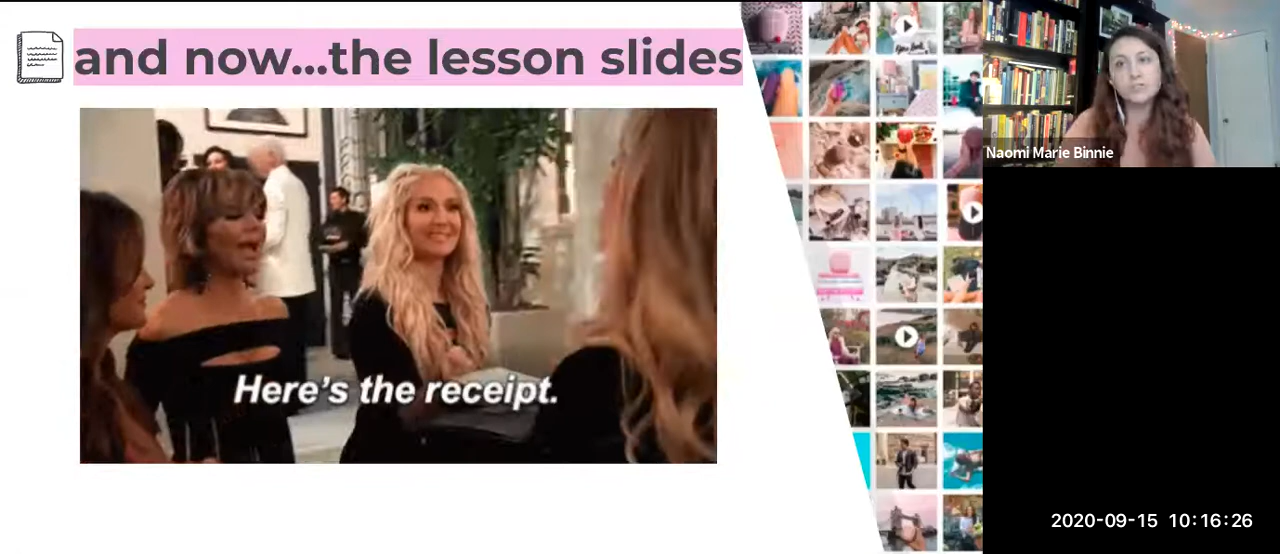 and now...the lesson slides
Here's the receipt.
Naomi Marie Binnie
2020-09-15 10:16:26